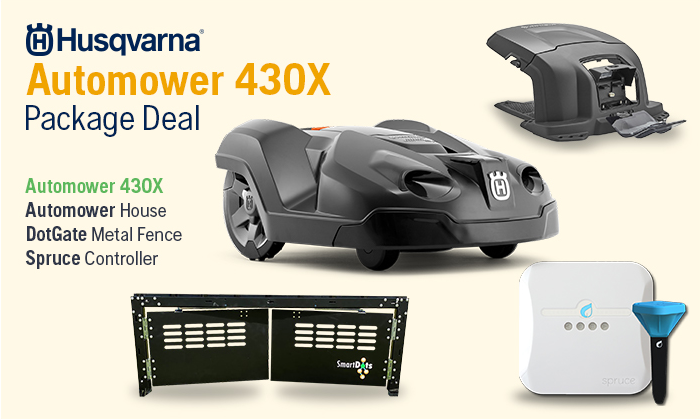 Husqvarna®
Automower 430X
Package Deal
Automower 430X
Automower House
DotGate Metal Fence
Spruce Controller
SmartDots
spruce